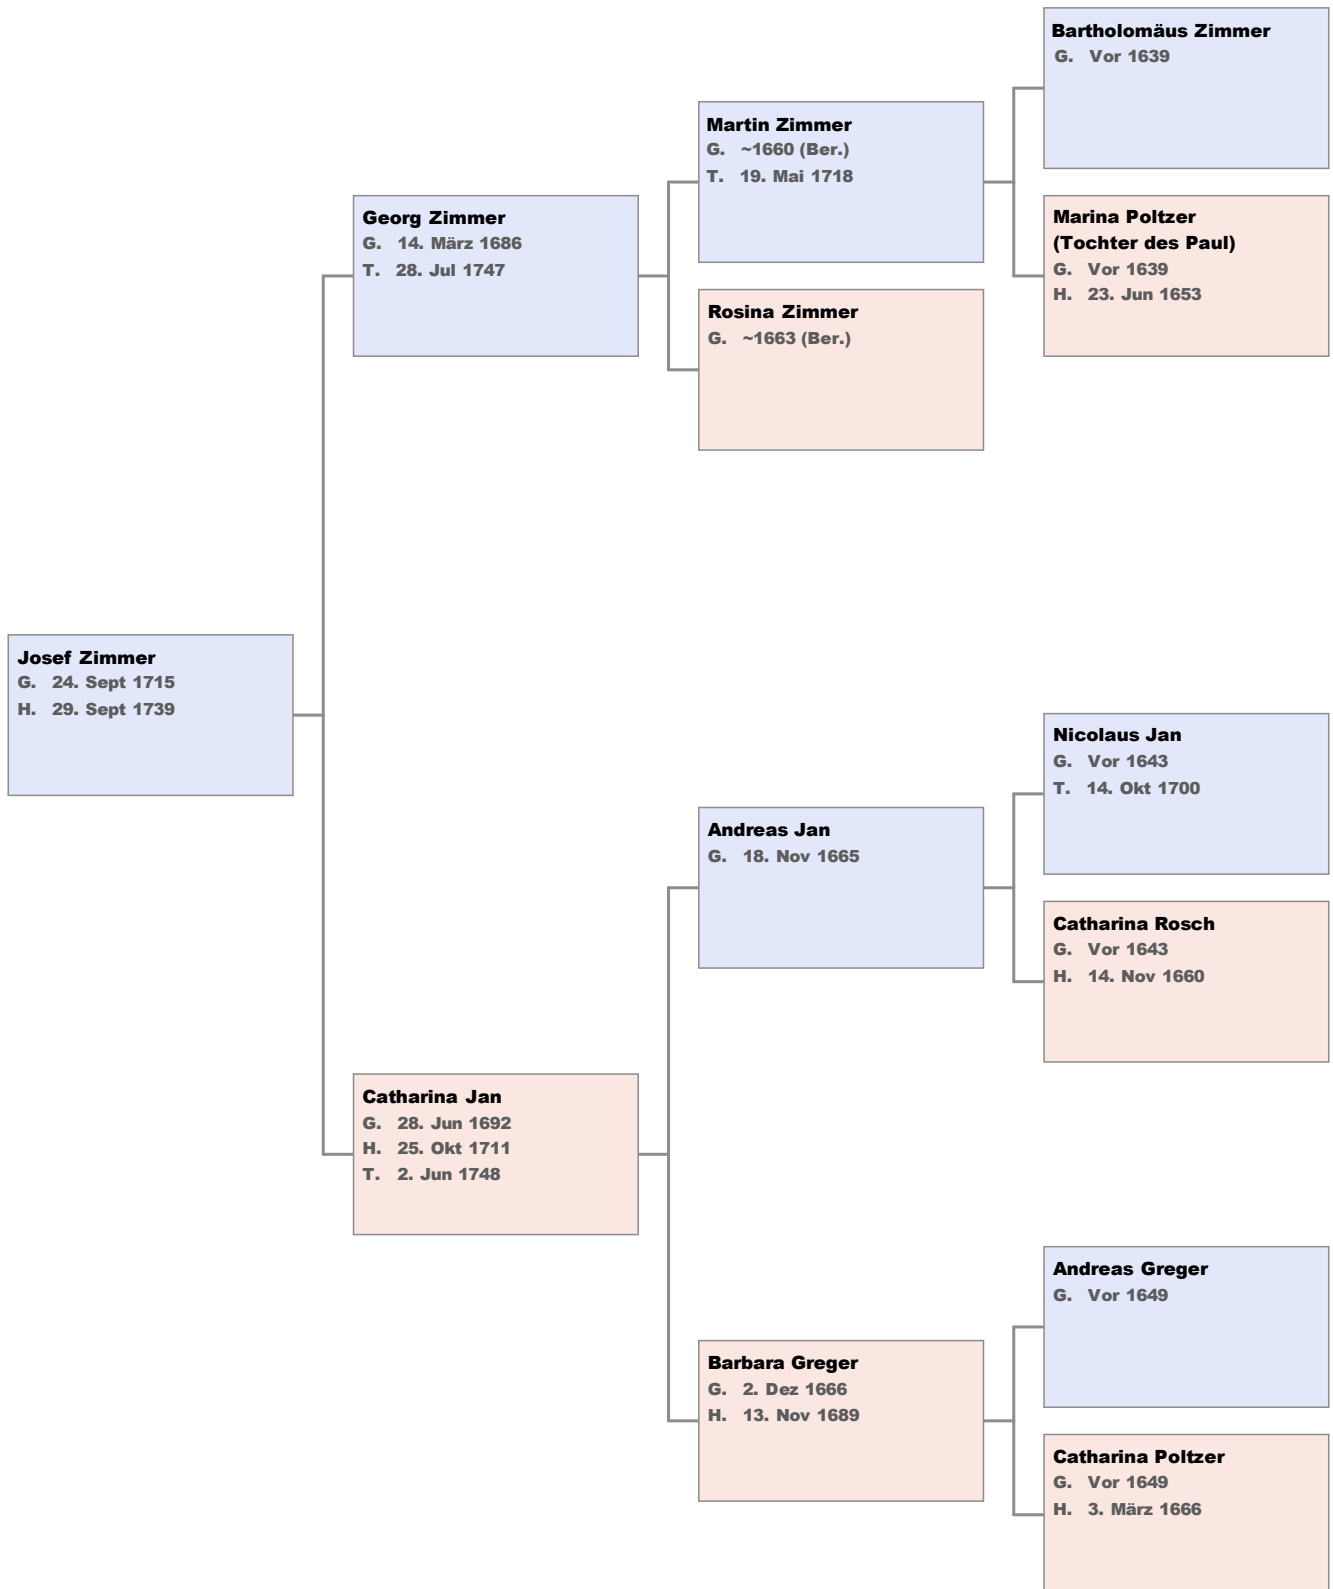 Bartholomäus Zimmer
G. Vor 1639
Martin Zimmer
G. ~1660 (Ber.)
T. 19. Mai 1718
Georg Zimmer
G. 14. März 1686
T. 28. Jul 1747
Marina Poltzer
(Tochter des Paul)
G. Vor 1639
H. 23. Jun 1653
Rosina Zimmer
G. ~1663 (Ber.)
Josef Zimmer
G. 24. Sept 1715
H. 29. Sept 1739
Nicolaus Jan
G. Vor 1643
T. 14. Okt 1700
Andreas Jan
G. 18. Nov 1665
Catharina Rosch
G. Vor 1643
H. 14. Nov 1660
Catharina Jan
G. 28. Jun 1692
H. 25. Okt 1711
T. 2. Jun 1748
Andreas Greger
G. Vor 1649
Barbara Greger
G. 2. Dez 1666
H. 13. Nov 1689
Catharina Poltzer
G. Vor 1649
H. 3. März 1666